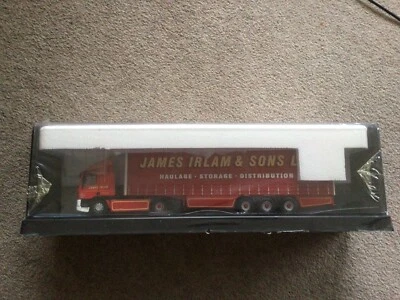 JAMES IRLAM & SONS L
HAULAGE - STORAGE - DISTRIBUTION